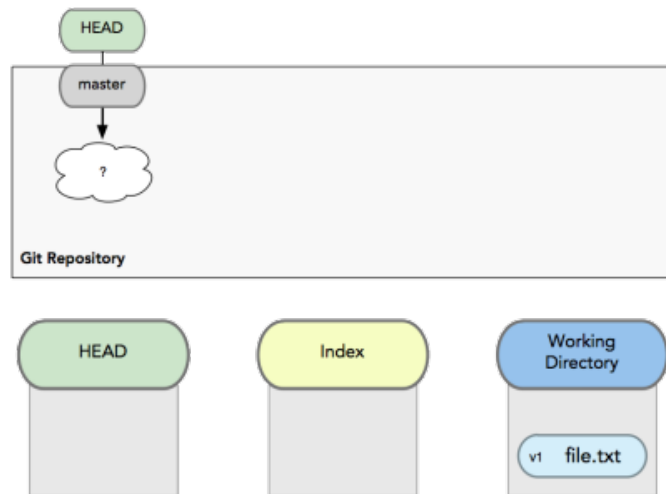 HEAD
master
?
Git Repository
HEAD
Index
Working
Directory
v1 file.txt